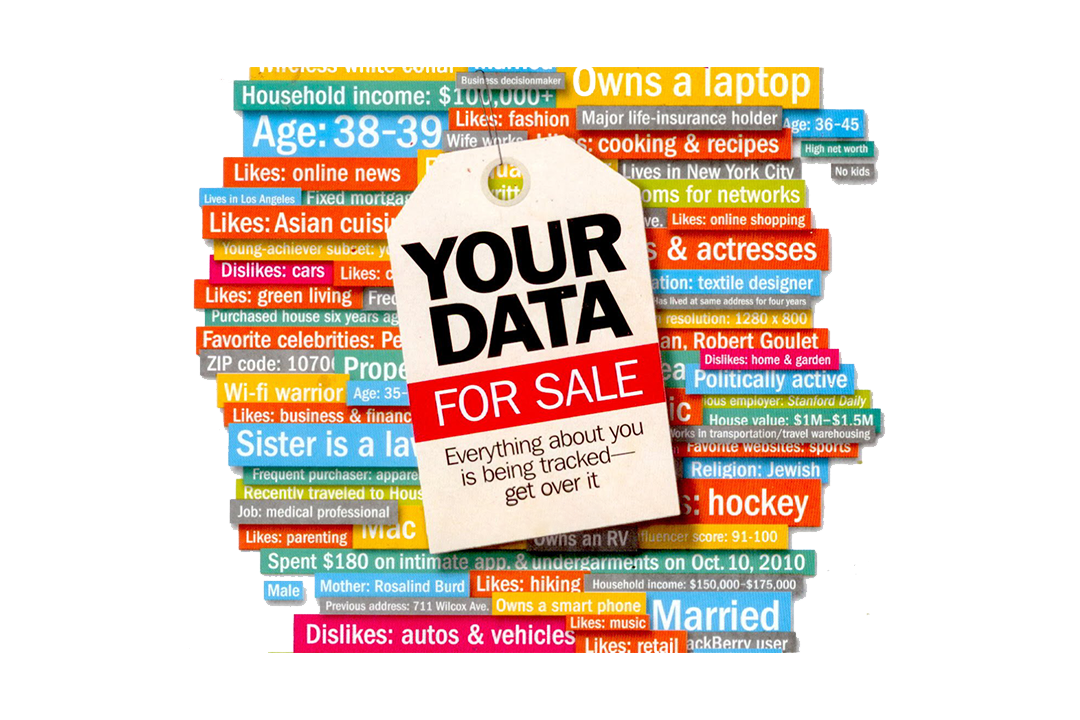 Wireless white collar
Married
Business decisionmaker
Owns a laptop
Household income: $100,000+
Likes: fashion
Major life-insurance holder
Age: 36-45
Age: 38-39
Wife works
cooking & recipes
High net worth
Likes: online news
Lives in New York City
No kids
Lives in Los Angeles
Fixed mortgag
oms for networks
Likes: Asian cuisi
ve.
Likes: online shopping
Young-achiever subset: yo
s & actresses
Dislikes: cars
Likes: c
ation: textile designer
Likes: green living
Fred
Has lived at same address for four years
Purchased house six years ag
resolution: 1280 x 800
Favorite celebrities: Pe
an, Robert Goulet
Dislikes: home & garden
ZIP code: 1070
Prope
ea
Politically active
Wi-fi warrior
Age: 35-
ious employer: Stanford Daily
Likes: business & financ
ic
House value: $1M–$1.5M
Works in transportation/travel warehousing
Sister is a la
Favorite websites: sports
Frequent purchaser: appare
Religion: Jewish
Recently traveled to Hous
s: hockey
Job: medical professional
Mac
Likes: parenting
Owns an RV
fluencer score: 91-100
YOUR
DATA
FOR SALE
Everything about you
is being tracked—
get over it
Spent $180 on intimate app. & undergarments on Oct. 10, 2010
Male
Mother: Rosalind Burd
Likes: hiking
Household income: $150,000–$175,000
Previous address: 711 Wilcox Ave.
Owns a smart phone
Married
Likes: music
Dislikes: autos & vehicles
Likes: retail
ackBerry user